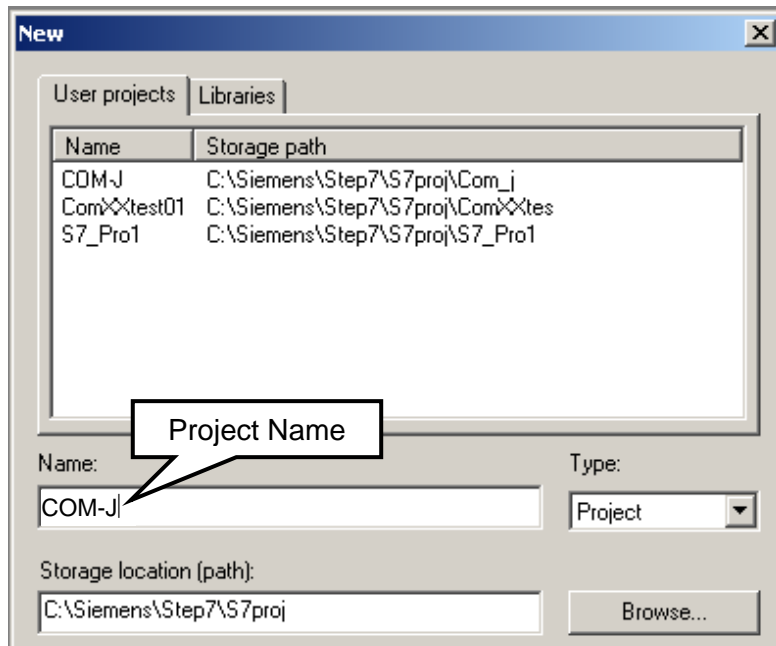 New
User projects Libraries
Name Storage path
COM-J C:\Siemens\Step7\S7proj\Com_j
ComXXtest01 C:\Siemens\Step7\S7proj\ComXXtes
S7_Pro1 C:\Siemens\Step7\S7proj\S7_Pro1
Project Name
Name: Type:
COM-J Project
Storage location (path):
C:\Siemens\Step7\S7proj Browse...